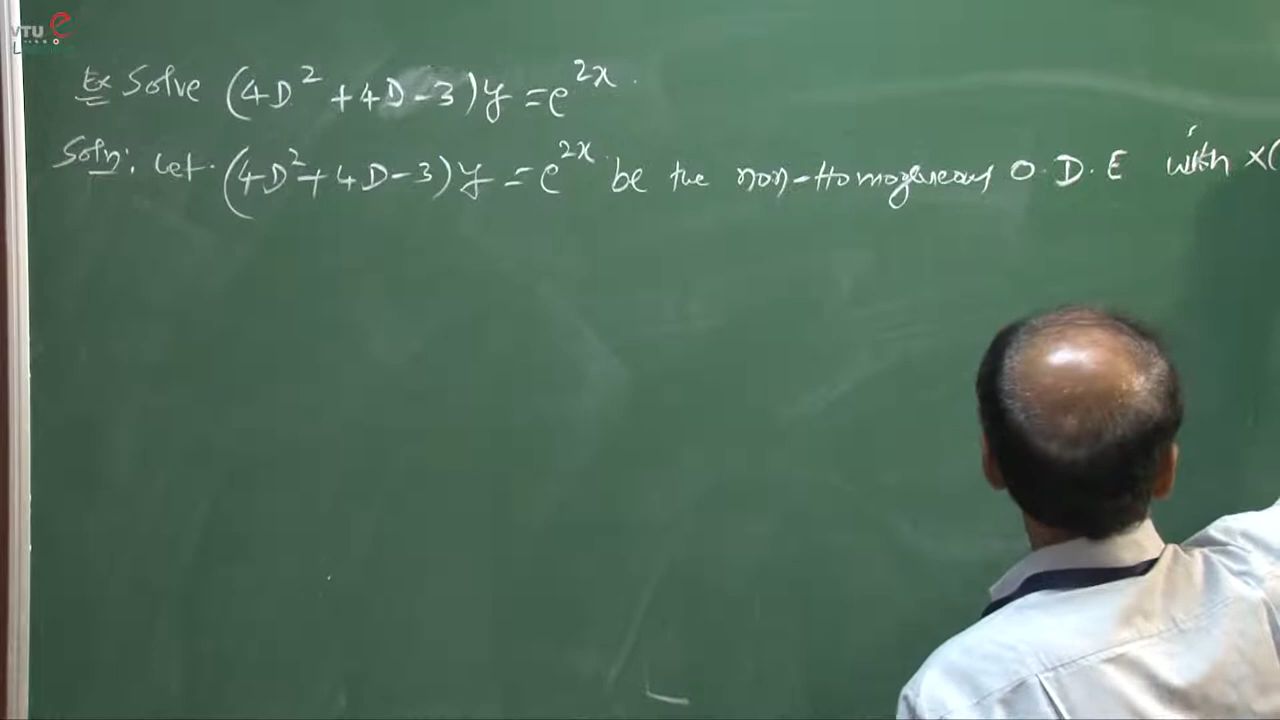 VTU e
Ex Solve (4D² + 4D - 3)y = e^{2x}.
Soln: Let (4D² + 4D - 3)y = e^{2x} be the non-Homogeneous O.D.E with X(